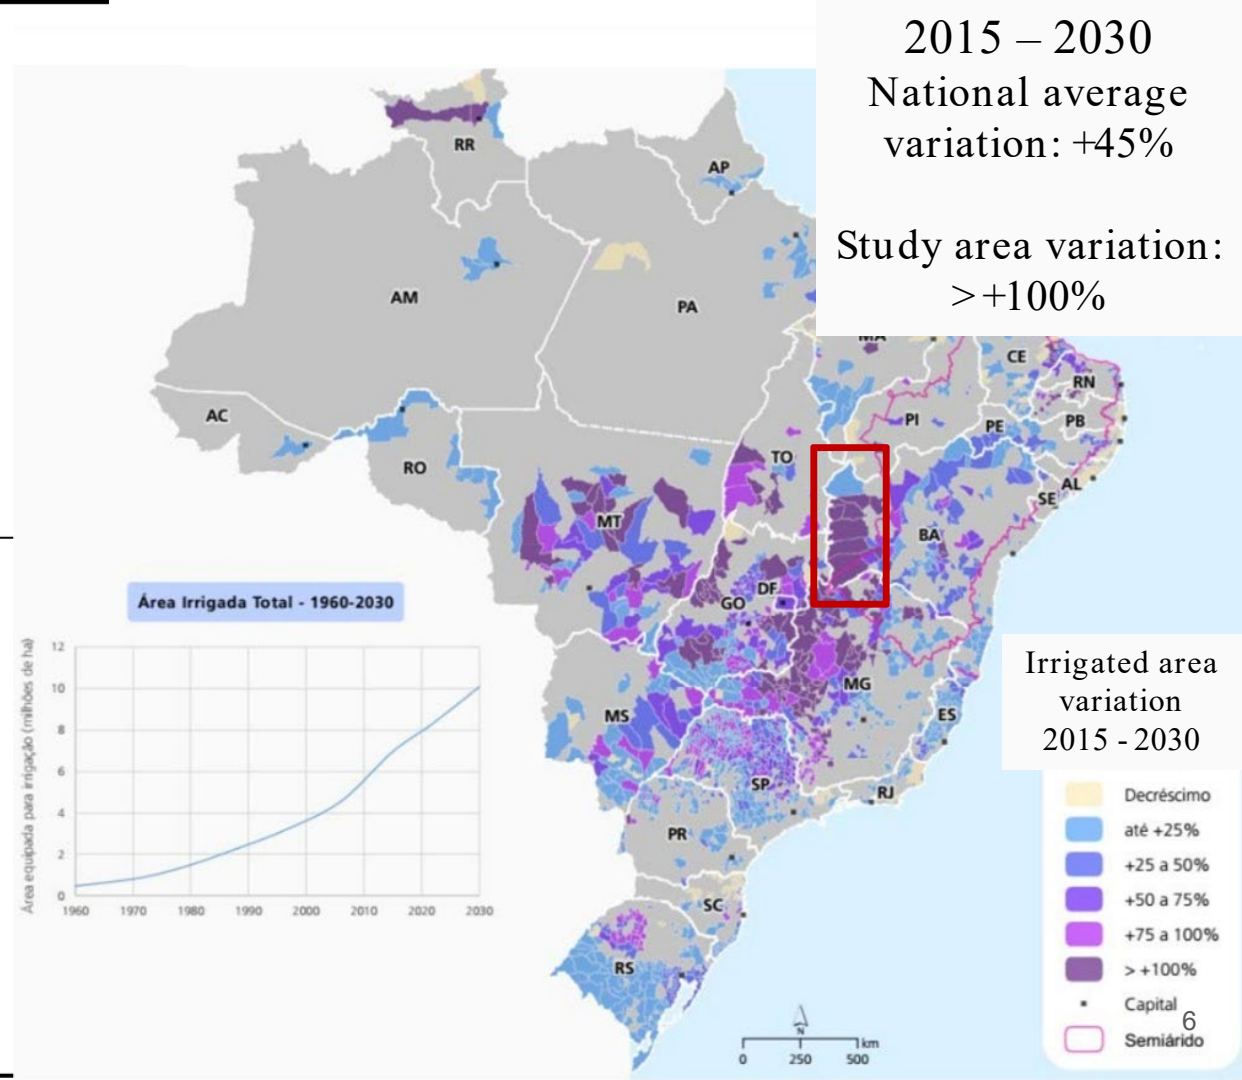 2015 – 2030
National average
variation: +45%
Study area variation:
> +100%
RR
AP
AM
PA
MA
CE
RN
PI
PE
PB
AC
TO
AL
SE
RO
MT
BA
DF
GO
Área Irrigada Total - 1960-2030
Área equipada para irrigação (milhões de ha)
12
10
8
6
4
2
0
1960 1970 1980 1990 2000 2010 2020 2030
MG
MS
ES
SP
RJ
PR
SC
RS
Irrigated area
variation
2015 - 2030
Decréscimo
até +25%
+25 a 50%
+50 a 75%
+75 a 100%
> +100%
Capital
6
Semiárido
N
km
0 250 500